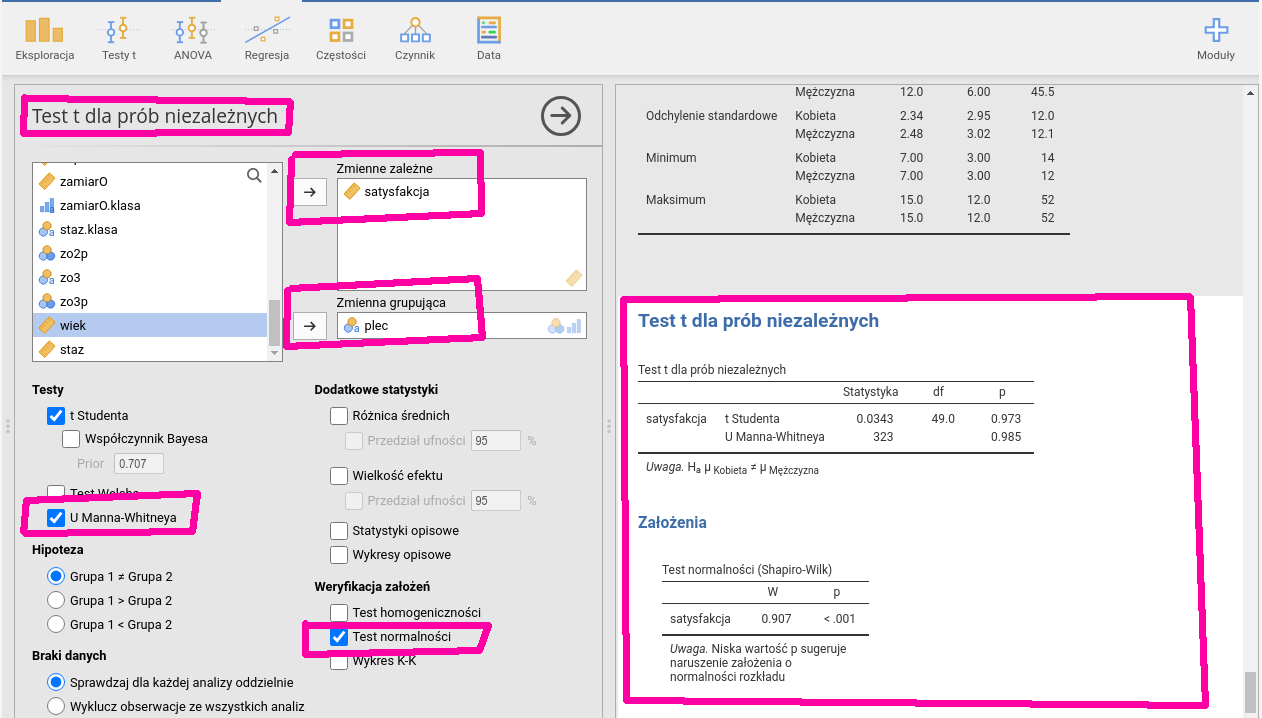 Eksploracja Testy t ANOVA Regresja Częstości Czynnik Data Moduły
Test t dla prób niezależnych
zamiarO
zamiarO.klasa
staz.klasa
zo2p
zo3
zo3p
wiek
staz
Zmienne zależne
satysfakcja
Zmienna grupująca
plec
Testy
t Studenta
Współczynnik Bayesa
Prior 0.707
Test Welcha
U Manna-Whitneya
Hipoteza
Grupa 1 ≠ Grupa 2
Grupa 1 > Grupa 2
Grupa 1 < Grupa 2
Braki danych
Sprawdzaj dla każdej analizy oddzielnie
Wyklucz obserwacje ze wszystkich analiz
Dodatkowe statystyki
Różnica średnich
Przedział ufności 95 %
Wielkość efektu
Przedział ufności 95 %
Statystyki opisowe
Wykresy opisowe
Weryfikacja założeń
Test homogeniczności
Test normalności
Wykres K-K
Mężczyzna 12.0 6.00 45.5
Odchylenie standardowe Kobieta 2.34 2.95 12.0
Mężczyzna 2.48 3.02 12.1
Minimum Kobieta 7.00 3.00 14
Mężczyzna 7.00 3.00 12
Maksimum Kobieta 15.0 12.0 52
Mężczyzna 15.0 12.0 52
Test t dla prób niezależnych
Test t dla prób niezależnych
Statystyka df p
satysfakcja t Studenta 0.0343 49.0 0.973
U Manna-Whitneya 323 0.985
Uwaga. Hₐ μ Kobieta ≠ μ Mężczyzna
Założenia
Test normalności (Shapiro-Wilk)
W p
satysfakcja 0.907 < .001
Uwaga. Niska wartość p sugeruje
naruszenie założenia o
normalności rozkładu